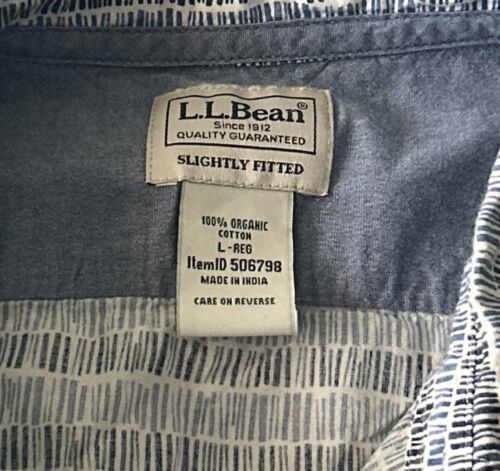 L.L.Bean®
Since 1912
QUALITY GUARANTEED
SLIGHTLY FITTED
100% ORGANIC
COTTON
L-REG
ItemID 506798
MADE IN INDIA
CARE ON REVERSE